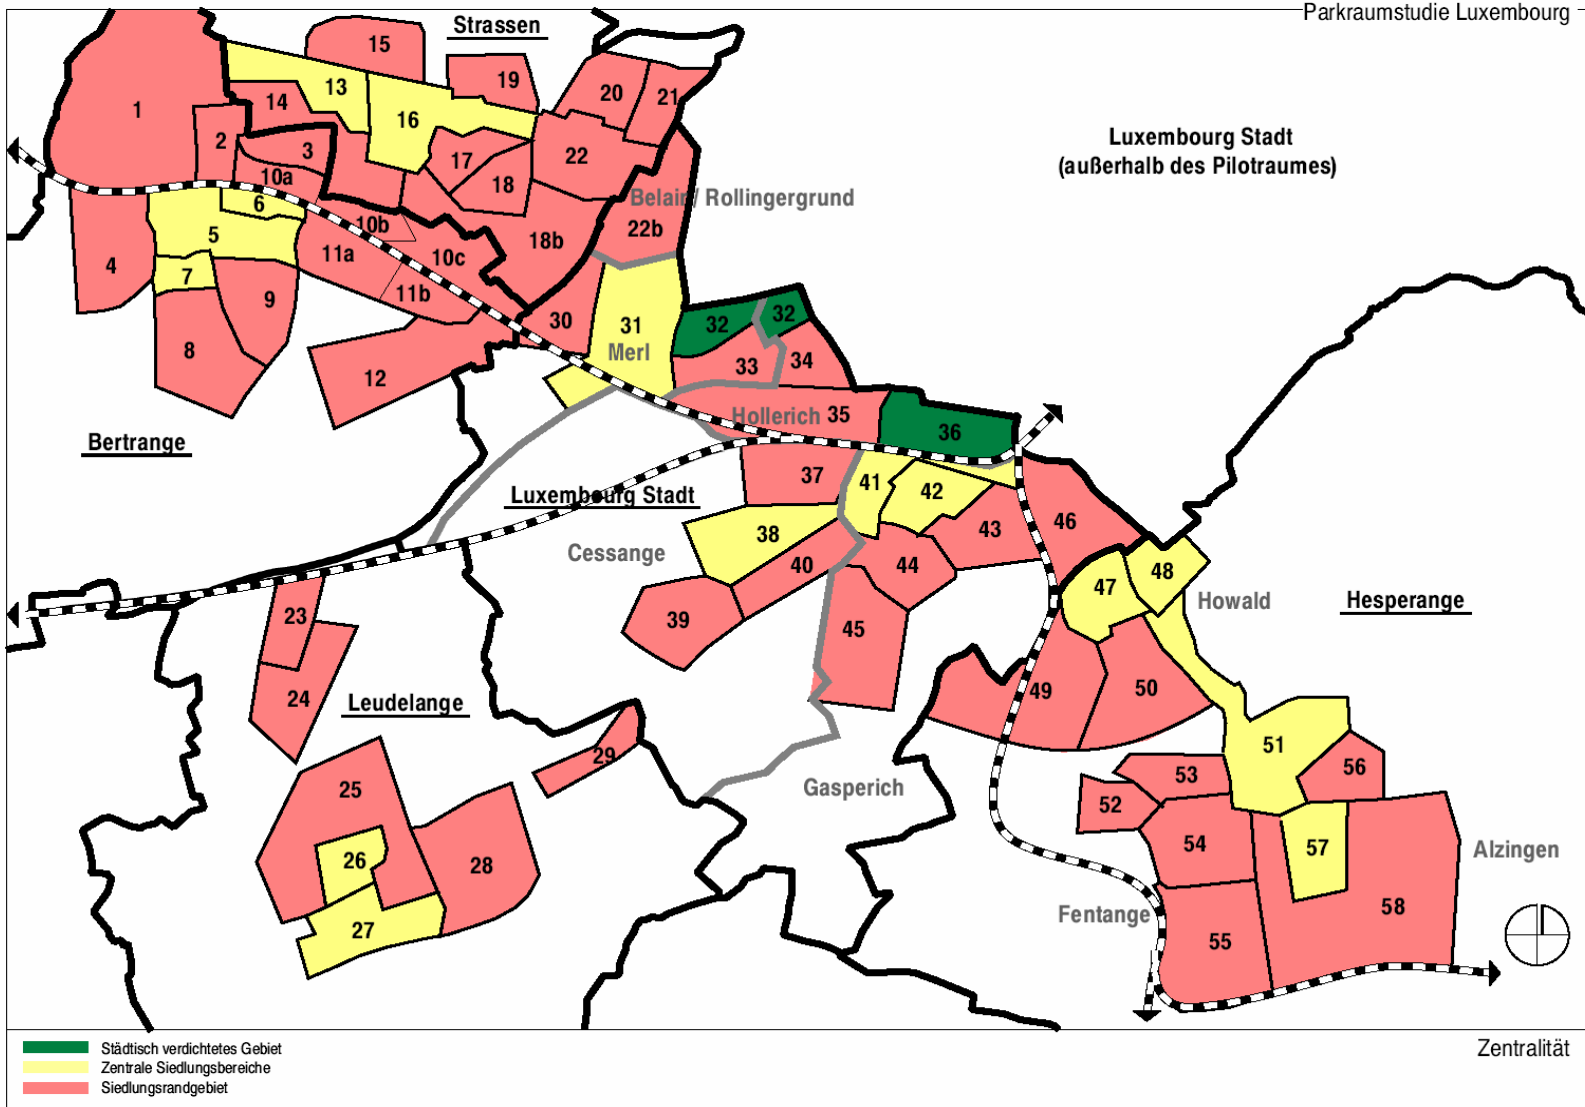 Parkraumstudie Luxembourg
Strassen
15
19
13
14
16
20
21
1
2
3
10a
17
18
22
Luxembourg Stadt
(außerhalb des Pilotraumes)
Belair / Rollingergrund
6
5
4
7
9
8
10b
11a
10c
11b
18b
22b
12
30
31
Merl
32
32
33
34
Hollerich
35
36
Bertrange
37
41
42
Luxembourg Stadt
38
43
46
Cessange
40
44
47
48
Howald
Hesperange
23
39
45
24
Leudelange
49
50
29
51
53
56
52
25
Gasperich
54
57
Alzingen
26
28
27
Fentange
58
55
Städtisch verdichtetes Gebiet
Zentrale Siedlungsbereiche
Siedlungsrandgebiet
Zentralität